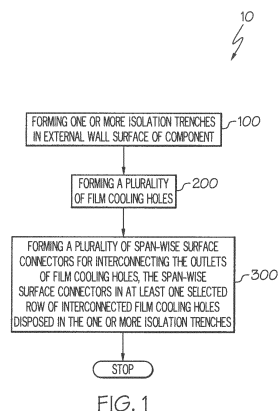 10
FORMING ONE OR MORE ISOLATION TRENCHES
IN EXTERNAL WALL SURFACE OF COMPONENT
100
FORMING A PLURALITY
OF FILM COOLING HOLES
200
FORMING A PLURALITY OF SPAN-WISE SURFACE
CONNECTORS FOR INTERCONNECTING THE OUTLETS
OF FILM COOLING HOLES, THE SPAN-WISE
SURFACE CONNECTORS IN AT LEAST ONE SELECTED
ROW OF INTERCONNECTED FILM COOLING HOLES
DISPOSED IN THE ONE OR MORE ISOLATION TRENCHES
300
STOP
FIG. 1